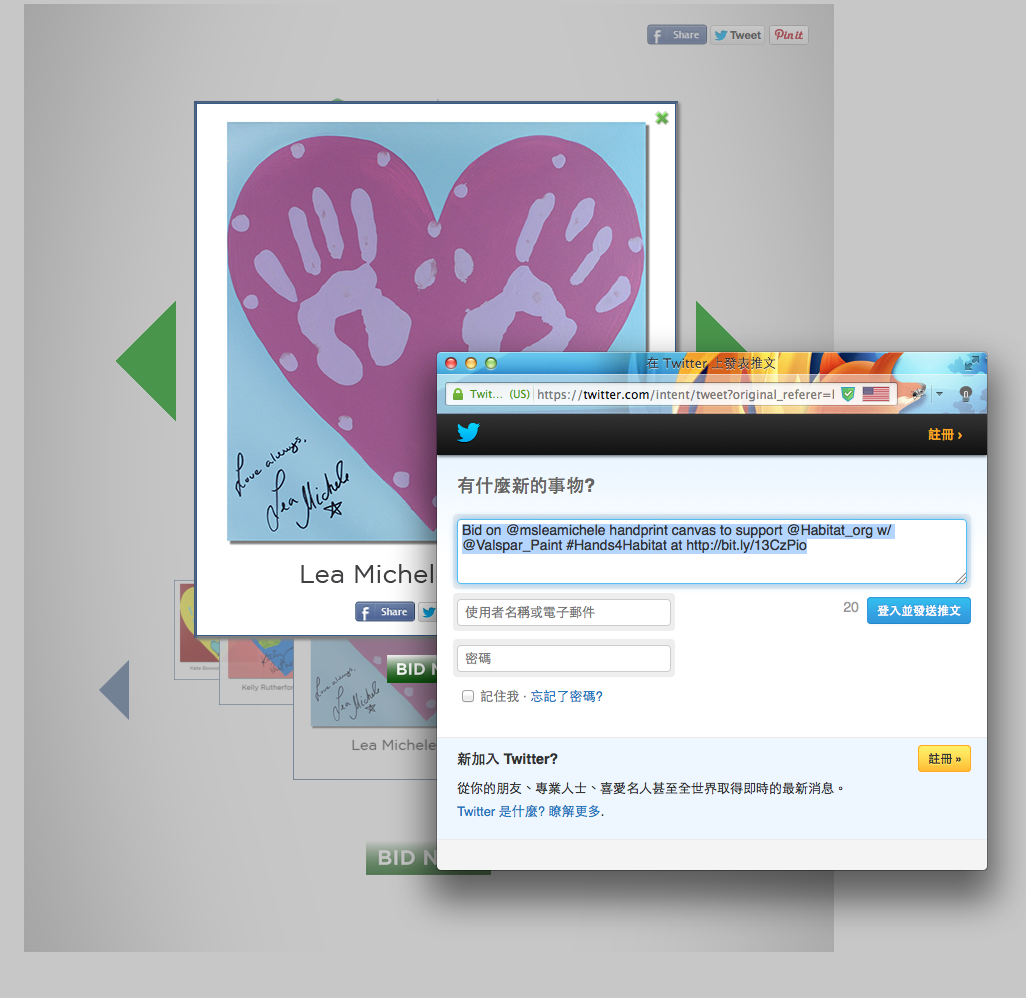 Share
Tweet
Pin it
Love always,
Lea Michele
Lea Michel
Share
Kelly Rutherfor
Love always,
Lea Michele
BID N
Lea Michele
BID N
在 Twitter 上發表推文
Twit... (US) https://twitter.com/intent/tweet?original_referer=
註冊 ›
有什麼新的事物?
Bid on @msleamichele handprint canvas to support @Habitat_org w/
@Valspar_Paint #Hands4Habitat at http://bit.ly/13CzPio
使用者名稱或電子郵件
20
登入並發送推文
密碼
記住我 · 忘記了密碼?
新加入 Twitter?
註冊 »
從你的朋友、專業人士、喜愛名人甚至全世界取得即時的最新消息。
Twitter 是什麼? 瞭解更多.